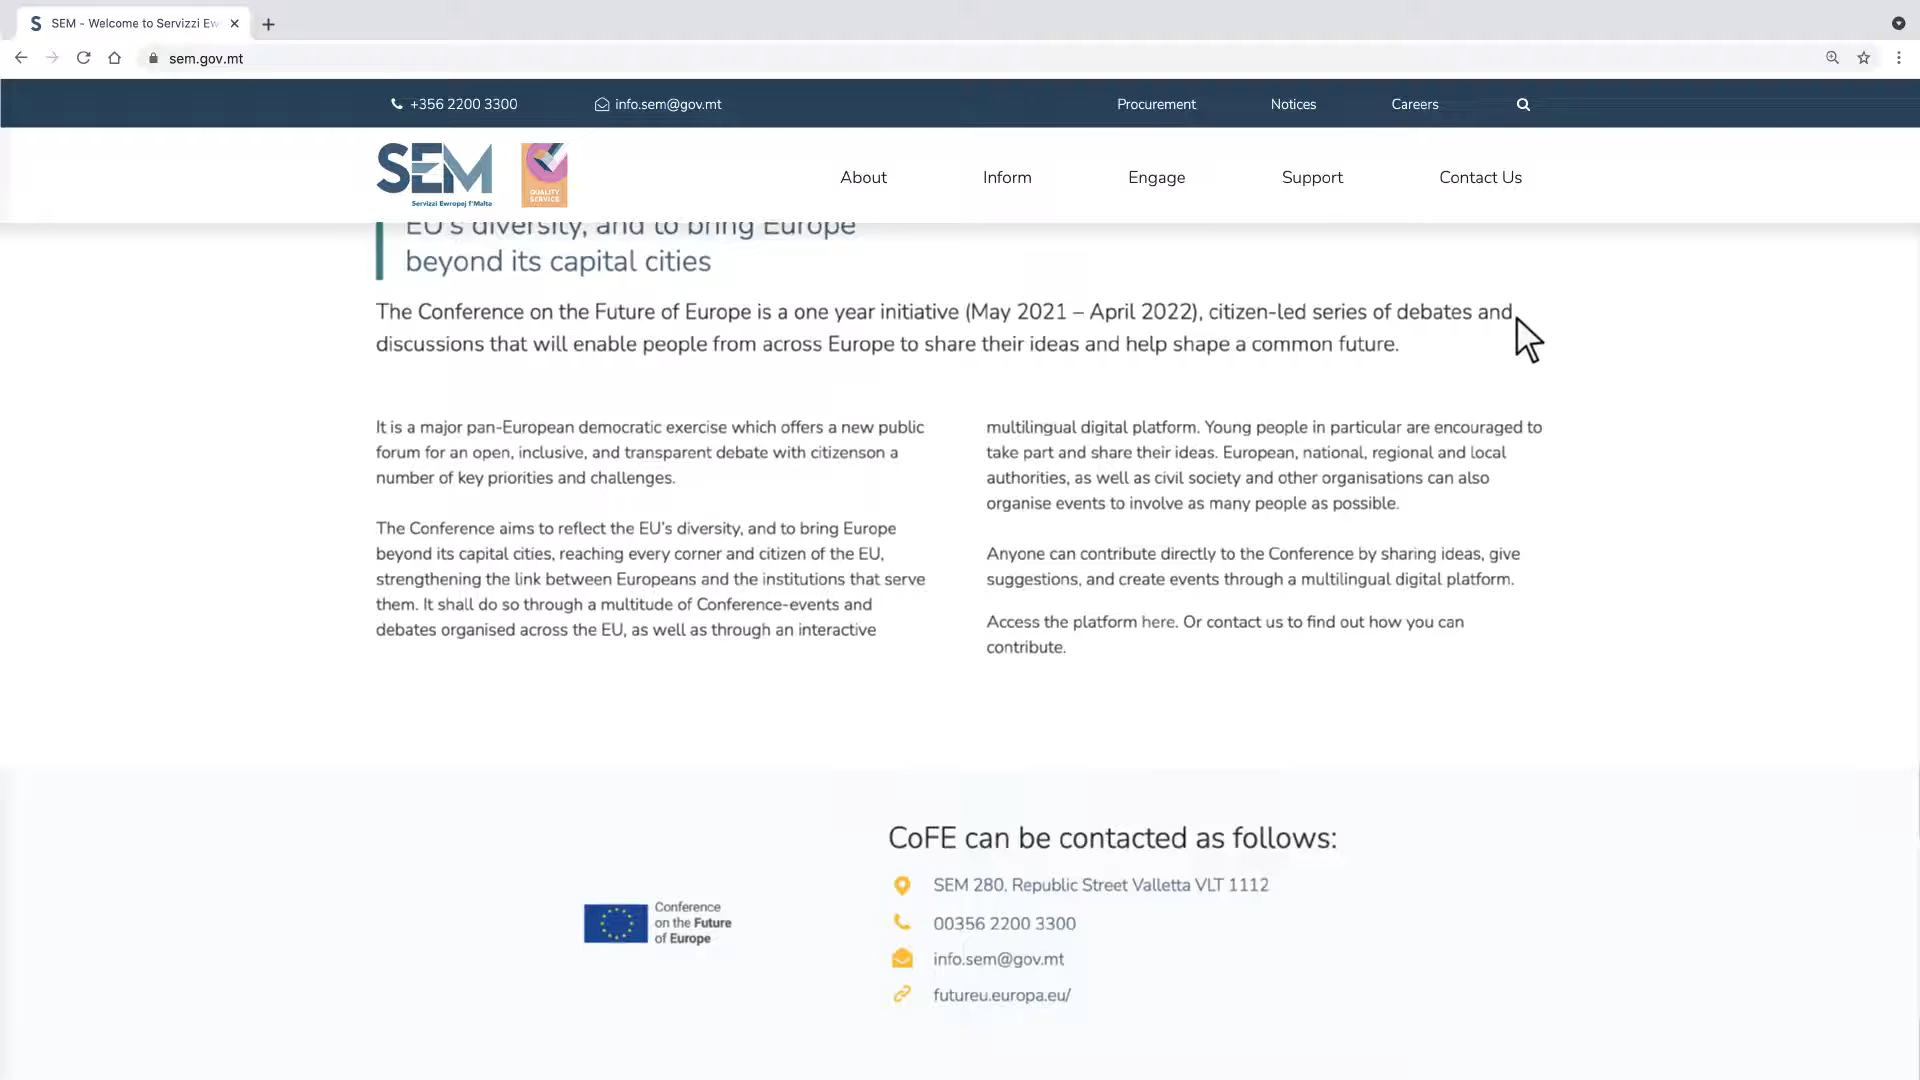 S SEM - Welcome to Servizzi Ew
sem.gov.mt
+356 2200 3300 info.sem@gov.mt Procurement Notices Careers
SEM
Servizzi Ewropej f'Malta
QUALITY
SERVICE
About Inform Engage Support Contact Us
EU's diversity, and to bring Europe
beyond its capital cities
The Conference on the Future of Europe is a one year initiative (May 2021 – April 2022), citizen-led series of debates and
discussions that will enable people from across Europe to share their ideas and help shape a common future.
It is a major pan-European democratic exercise which offers a new public
forum for an open, inclusive, and transparent debate with citizenson a
number of key priorities and challenges.
The Conference aims to reflect the EU's diversity, and to bring Europe
beyond its capital cities, reaching every corner and citizen of the EU,
strengthening the link between Europeans and the institutions that serve
them. It shall do so through a multitude of Conference-events and
debates organised across the EU, as well as through an interactive
multilingual digital platform. Young people in particular are encouraged to
take part and share their ideas. European, national, regional and local
authorities, as well as civil society and other organisations can also
organise events to involve as many people as possible.
Anyone can contribute directly to the Conference by sharing ideas, give
suggestions, and create events through a multilingual digital platform.
Access the platform here. Or contact us to find out how you can
contribute.
Conference
on the Future
of Europe
CoFE can be contacted as follows:
SEM 280, Republic Street Valletta VLT 1112
00356 2200 3300
info.sem@gov.mt
futureu.europa.eu/